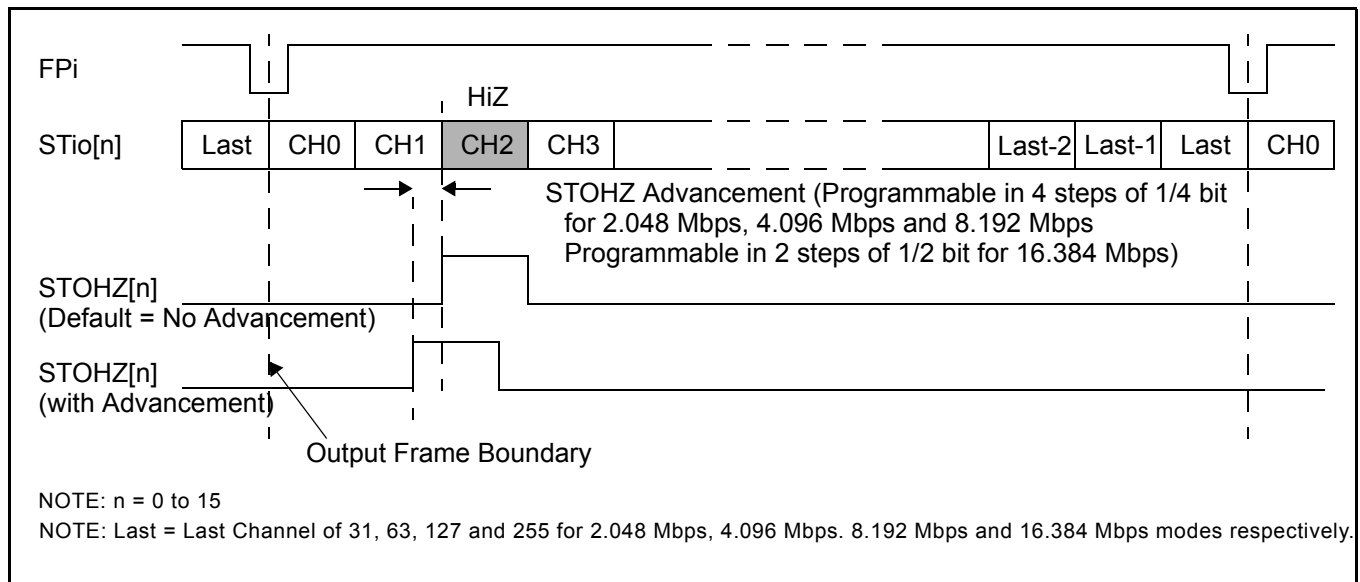 FPi
HiZ
STio[n]
Last CH0 CH1 CH2 CH3 Last-2 Last-1 Last CH0
STOHZ Advancement (Programmable in 4 steps of 1/4 bit
for 2.048 Mbps, 4.096 Mbps and 8.192 Mbps
Programmable in 2 steps of 1/2 bit for 16.384 Mbps)
STOHZ[n]
(Default = No Advancement)
STOHZ[n]
(with Advancement)
Output Frame Boundary
NOTE: n = 0 to 15
NOTE: Last = Last Channel of 31, 63, 127 and 255 for 2.048 Mbps, 4.096 Mbps. 8.192 Mbps and 16.384 Mbps modes respectively.